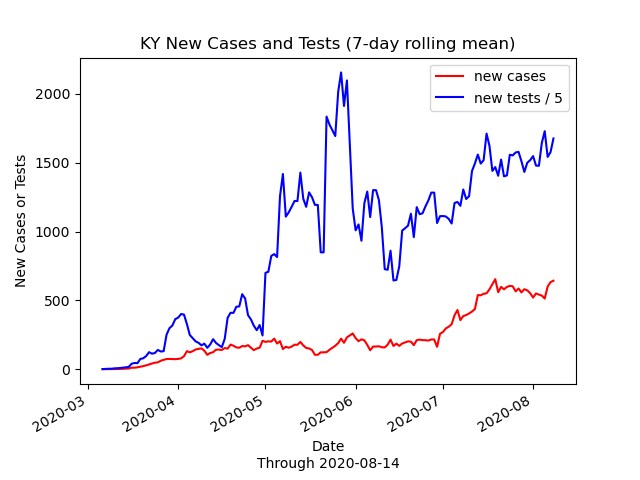 KY New Cases and Tests (7-day rolling mean)
new cases
new tests / 5
2000
1500
1000
500
0
New Cases or Tests
2020-03
2020-04
2020-05
2020-06
2020-07
2020-08
Date
Through 2020-08-14